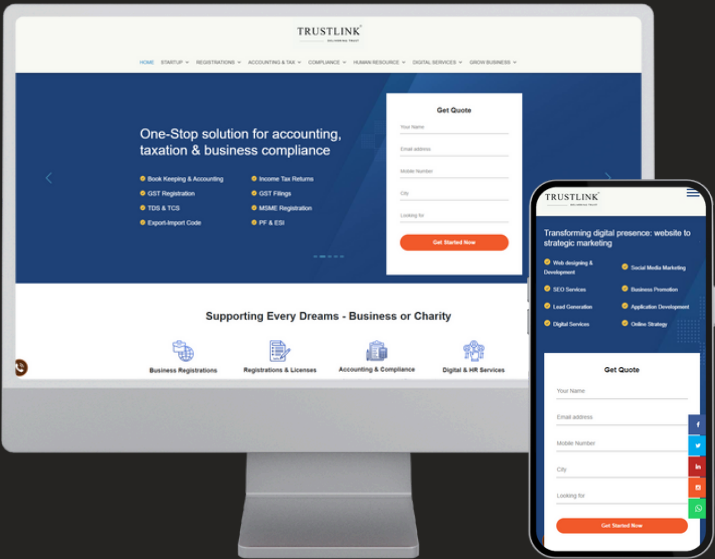 TRUSTLINK
DELIVERING TRUST
HOME STARTUP REGISTRATIONS ACCOUNTING & TAX COMPLIANCE HUMAN RESOURCE DIGITAL SERVICES GROW BUSINESS
One-Stop solution for accounting,
taxation & business compliance
Book Keeping & Accounting
Income Tax Returns
GST Registration
GST Filings
TDS & TCS
MSME Registration
Export-Import Code
PF & ESI
Get Quote
Your Name
Email address
Mobile Number
City
Looking for
Get Started Now
Supporting Every Dreams - Business or Charity
Business Registrations
Registrations & Licenses
Accounting & Compliance
Digital & HR Services
TRUSTLINK
DELIVERING TRUST
Transforming digital presence: website to
strategic marketing
Web designing &
Development
Social Media Marketing
SEO Services
Business Promotion
Lead Generation
Application Development
Digital Services
Online Strategy
Get Quote
Your Name
Email address
Mobile Number
City
Looking for
Get Started Now